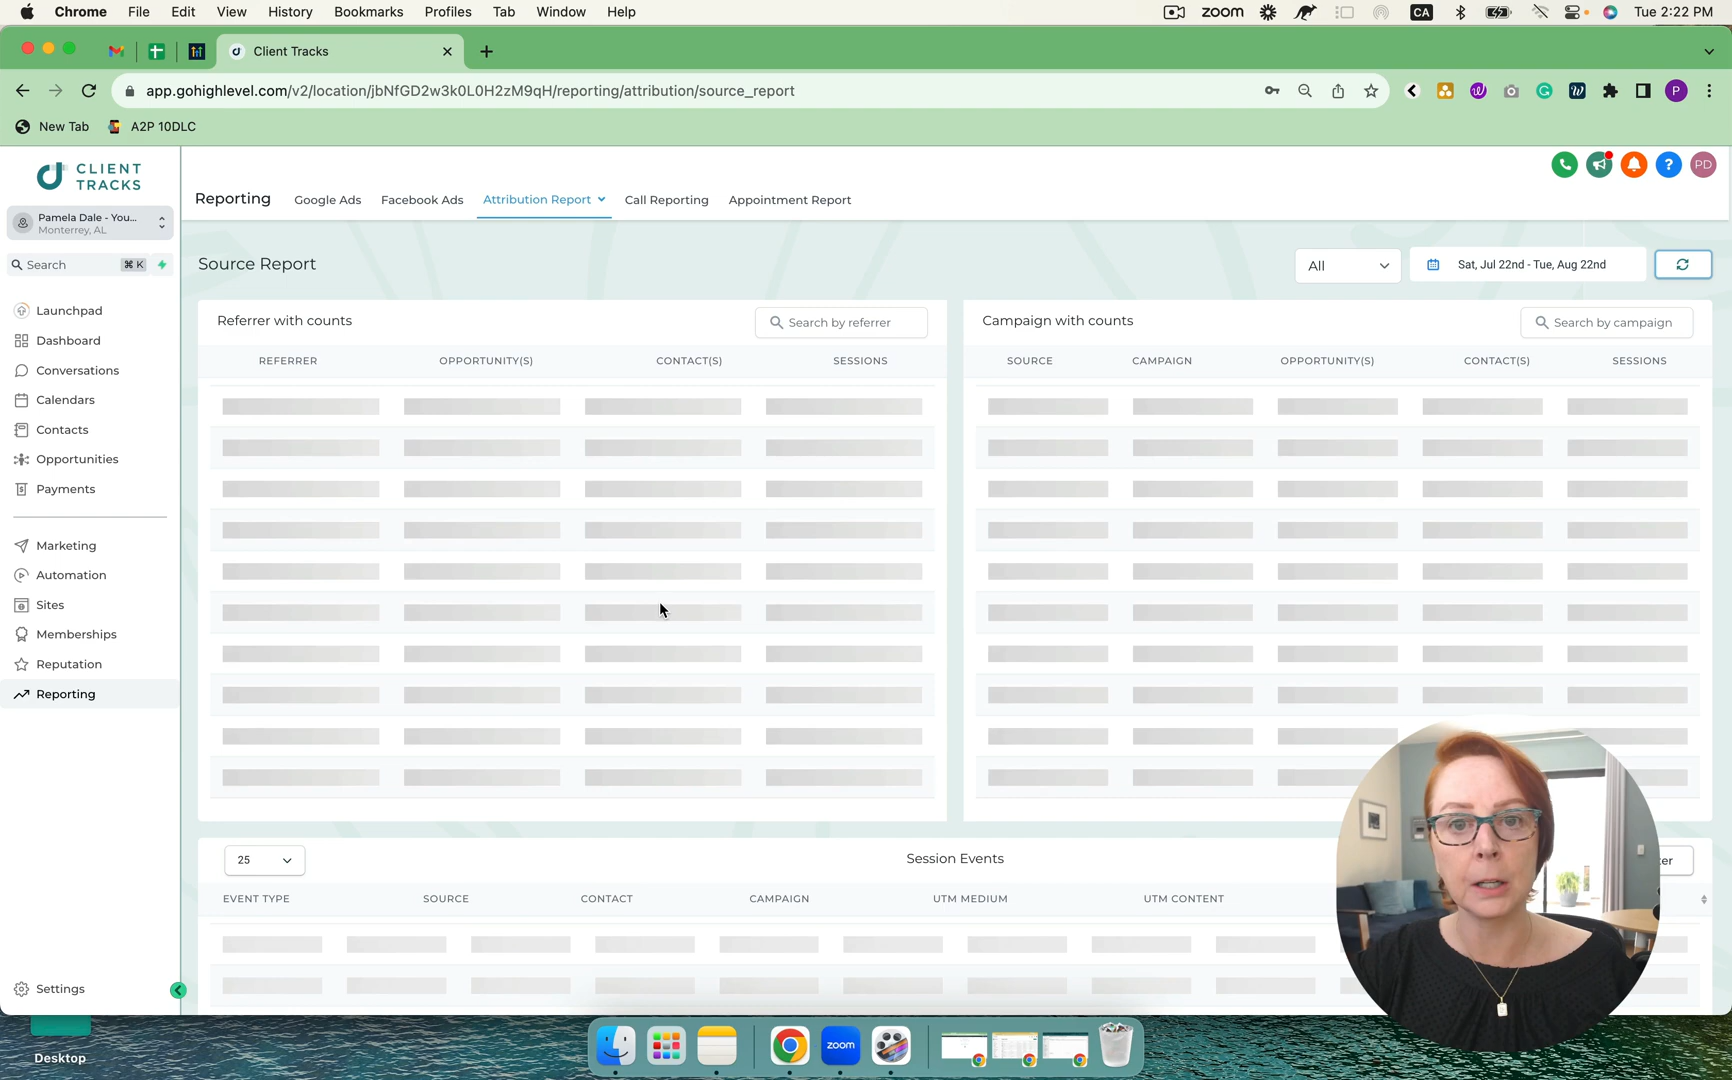 Chrome File Edit View History Bookmarks Profiles Tab Window Help
zoom CA Tue 2:22 PM
Client Tracks
app.gohighlevel.com/v2/location/jbNfGD2w3k0L0H2zM9qH/reporting/attribution/source_report
P
New Tab A2P 10DLC
CLIENT
TRACKS
PD
Reporting Google Ads Facebook Ads Attribution Report Call Reporting Appointment Report
Pamela Dale - You...
Monterrey, AL
Search ⌘ K
Source Report
All
Sat, Jul 22nd - Tue, Aug 22nd
Launchpad
Dashboard
Conversations
Calendars
Contacts
Opportunities
Payments
Marketing
Automation
Sites
Memberships
Reputation
Reporting
Settings
Referrer with counts
Search by referrer
REFERRER OPPORTUNITY(S) CONTACT(S) SESSIONS
Campaign with counts
Search by campaign
SOURCE CAMPAIGN OPPORTUNITY(S) CONTACT(S) SESSIONS
25
Session Events
EVENT TYPE SOURCE CONTACT CAMPAIGN UTM MEDIUM UTM CONTENT
Desktop
zoom